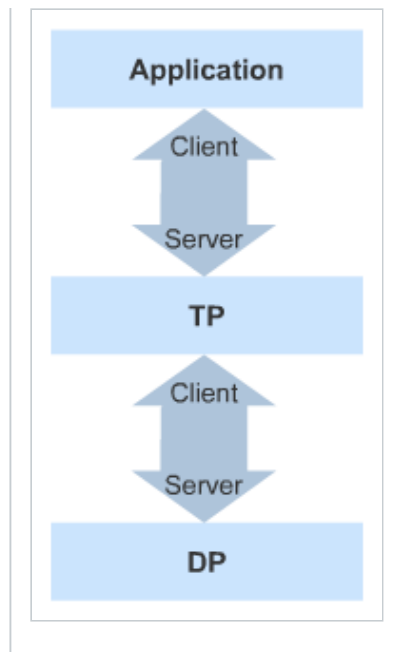 Application
Client
Server
TP
Client
Server
DP